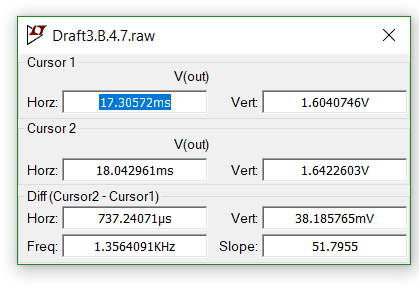 Draft3.B.4.7.raw
Cursor 1
V(out)
Horz: 17.30572ms Vert: 1.6040746V
Cursor 2
V(out)
Horz: 18.042961ms Vert: 1.6422603V
Diff (Cursor2 - Cursor1)
Horz: 737.24071µs Vert: 38.185765mV
Freq: 1.3564091KHz Slope: 51.7955